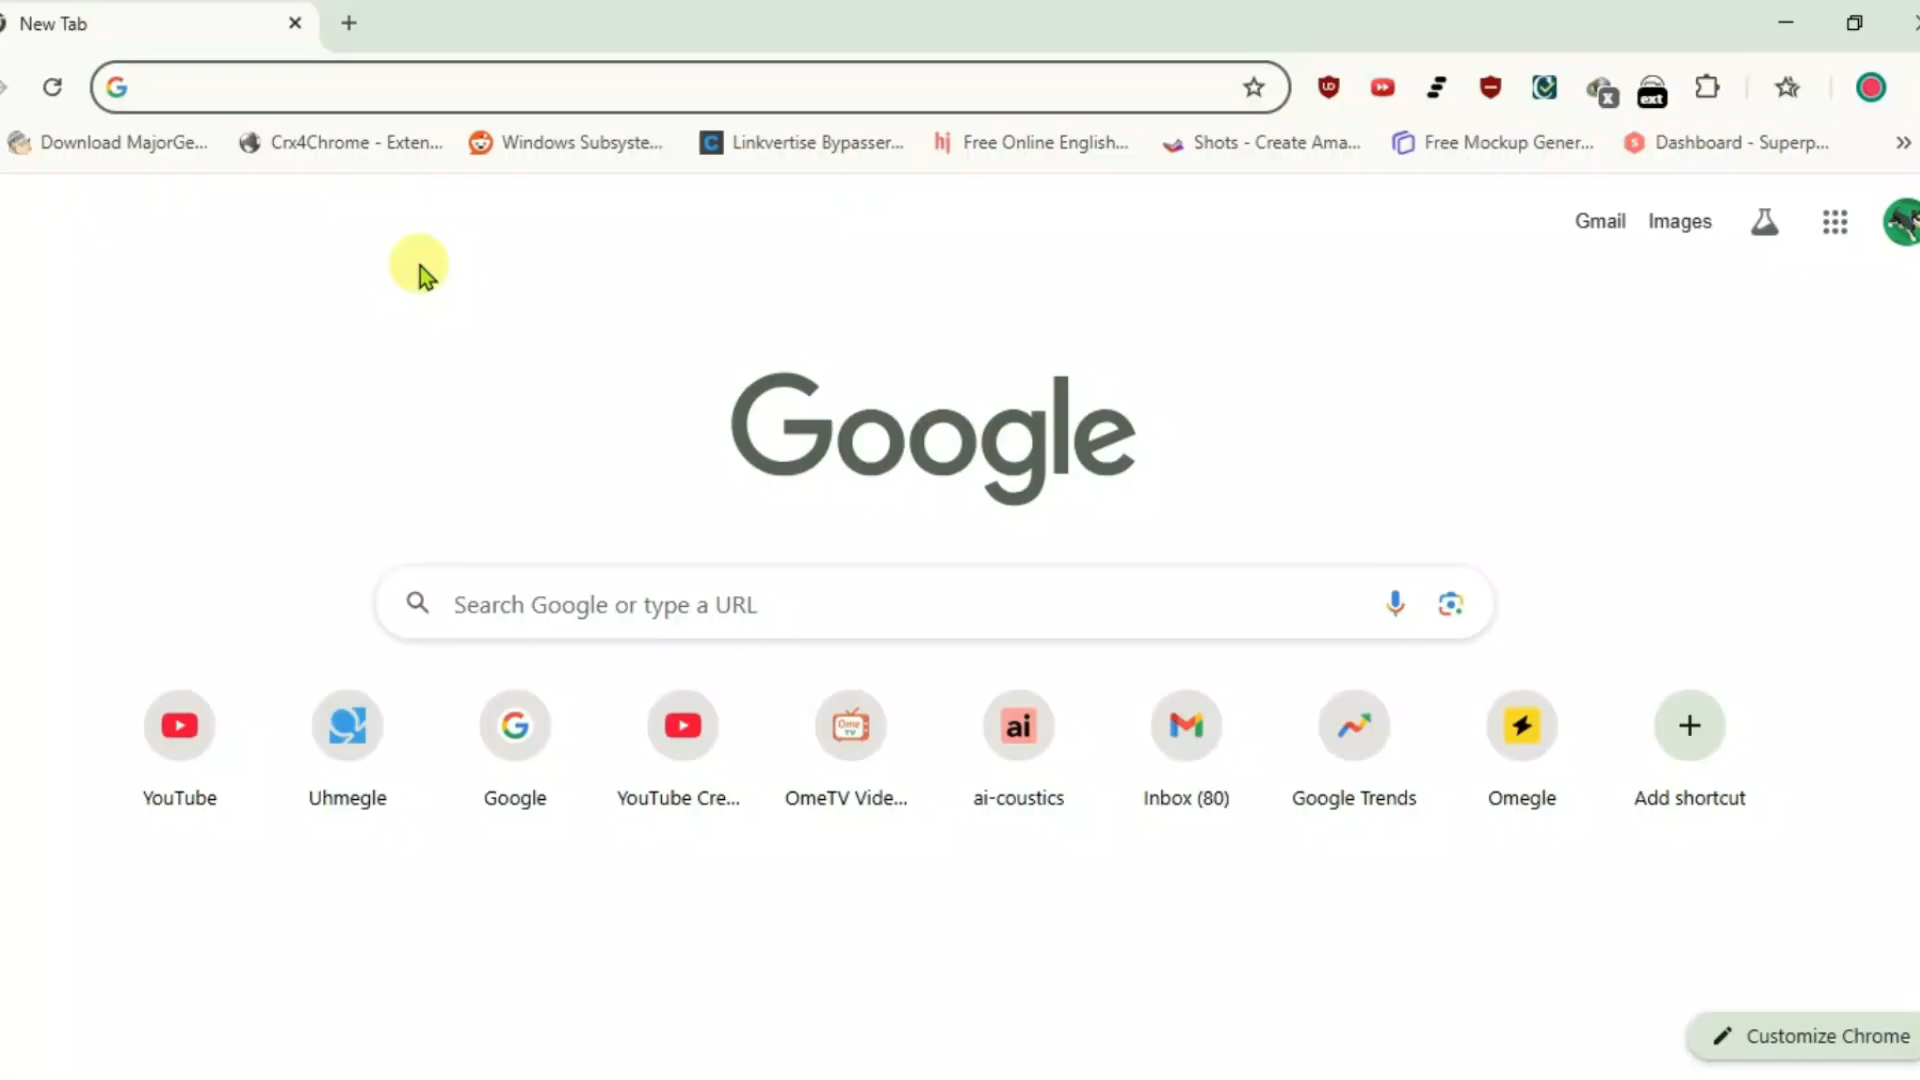 New Tab
ext
Download MajorGe...
Crx4Chrome - Exten...
Windows Subsyste...
Linkvertise Bypasser...
Free Online English...
Shots - Create Ama...
Free Mockup Gener...
Dashboard - Superp...
Gmail Images
Google
Search Google or type a URL
YouTube
Uhmegle
Google
YouTube Cre...
OmeTV Vide...
ai
ai-coustics
Inbox (80)
Google Trends
Omegle
Add shortcut
Customize Chrome